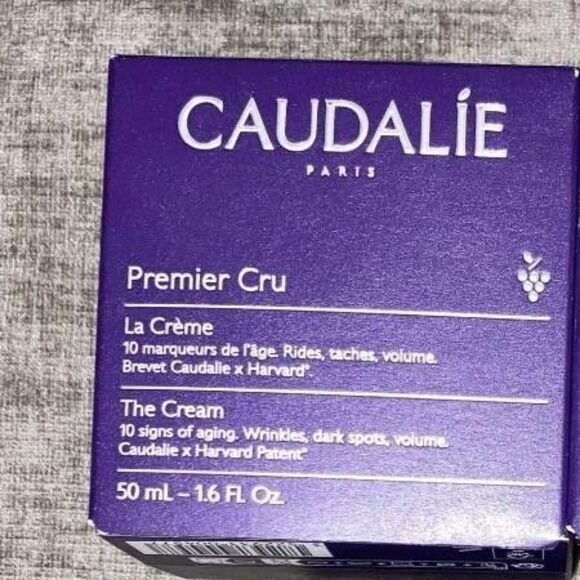 CAUDALÍE
PARIS
Premier Cru
La Crème
10 marqueurs de l'âge. Rides, taches, volume.
Brevet Caudalie x Harvard*.
The Cream
10 signs of aging. Wrinkles, dark spots, volume.
Caudalie x Harvard Patent*
50 mL – 1.6 Fl. Oz.